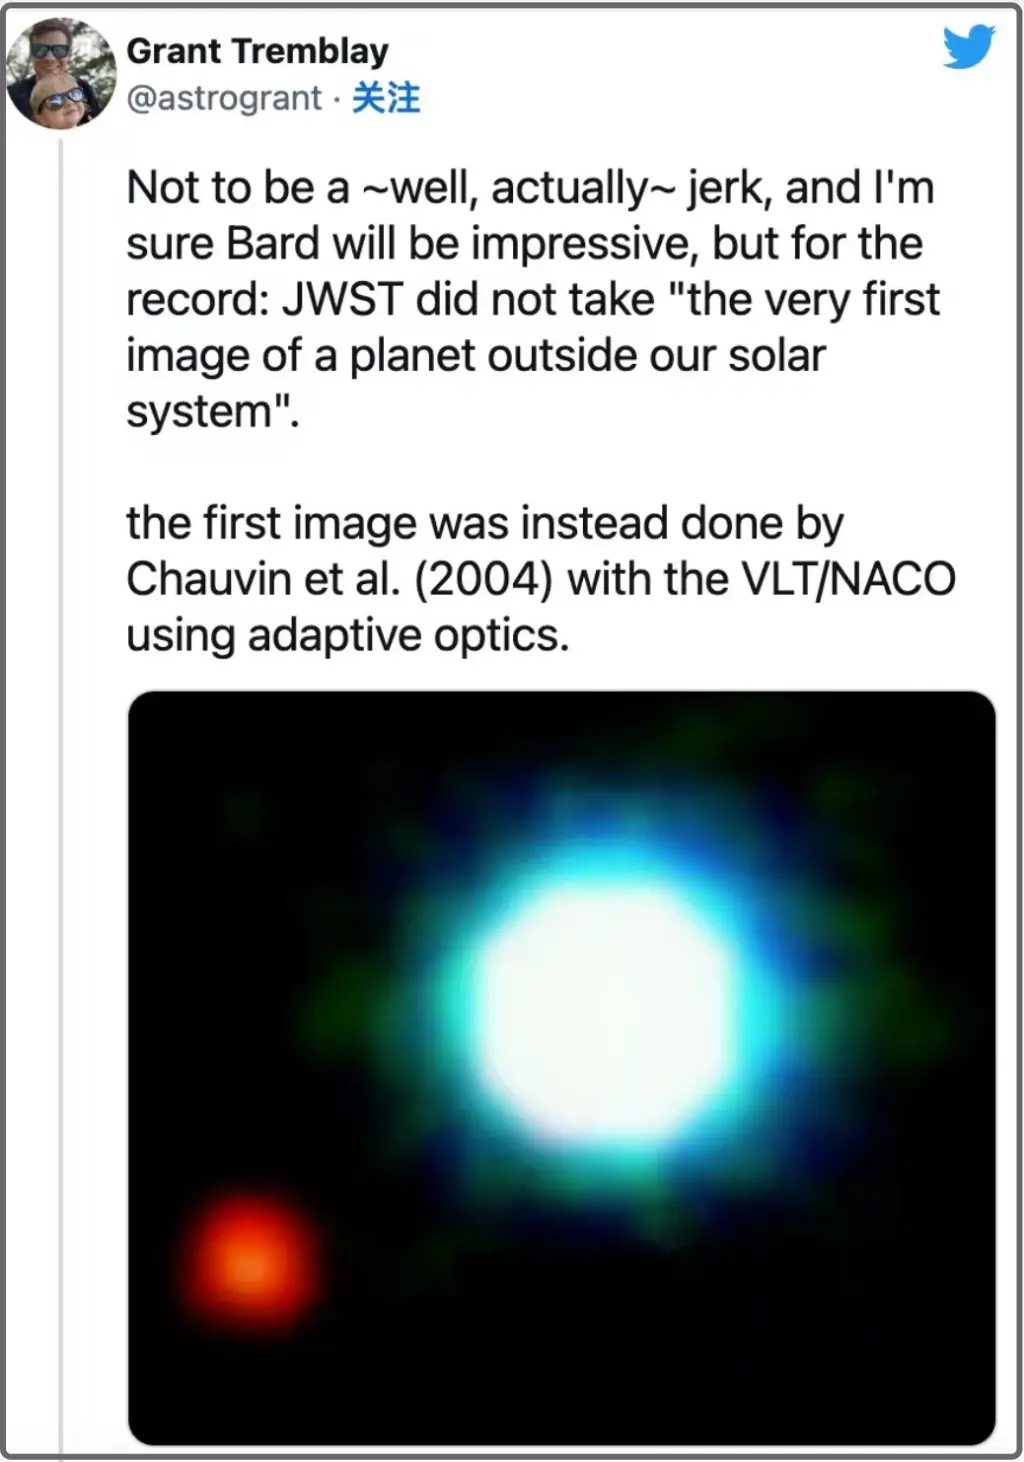 Grant Tremblay
@astrogrant · 关注
Not to be a ~well, actually~ jerk, and I'm
sure Bard will be impressive, but for the
record: JWST did not take "the very first
image of a planet outside our solar
system".
the first image was instead done by
Chauvin et al. (2004) with the VLT/NACO
using adaptive optics.